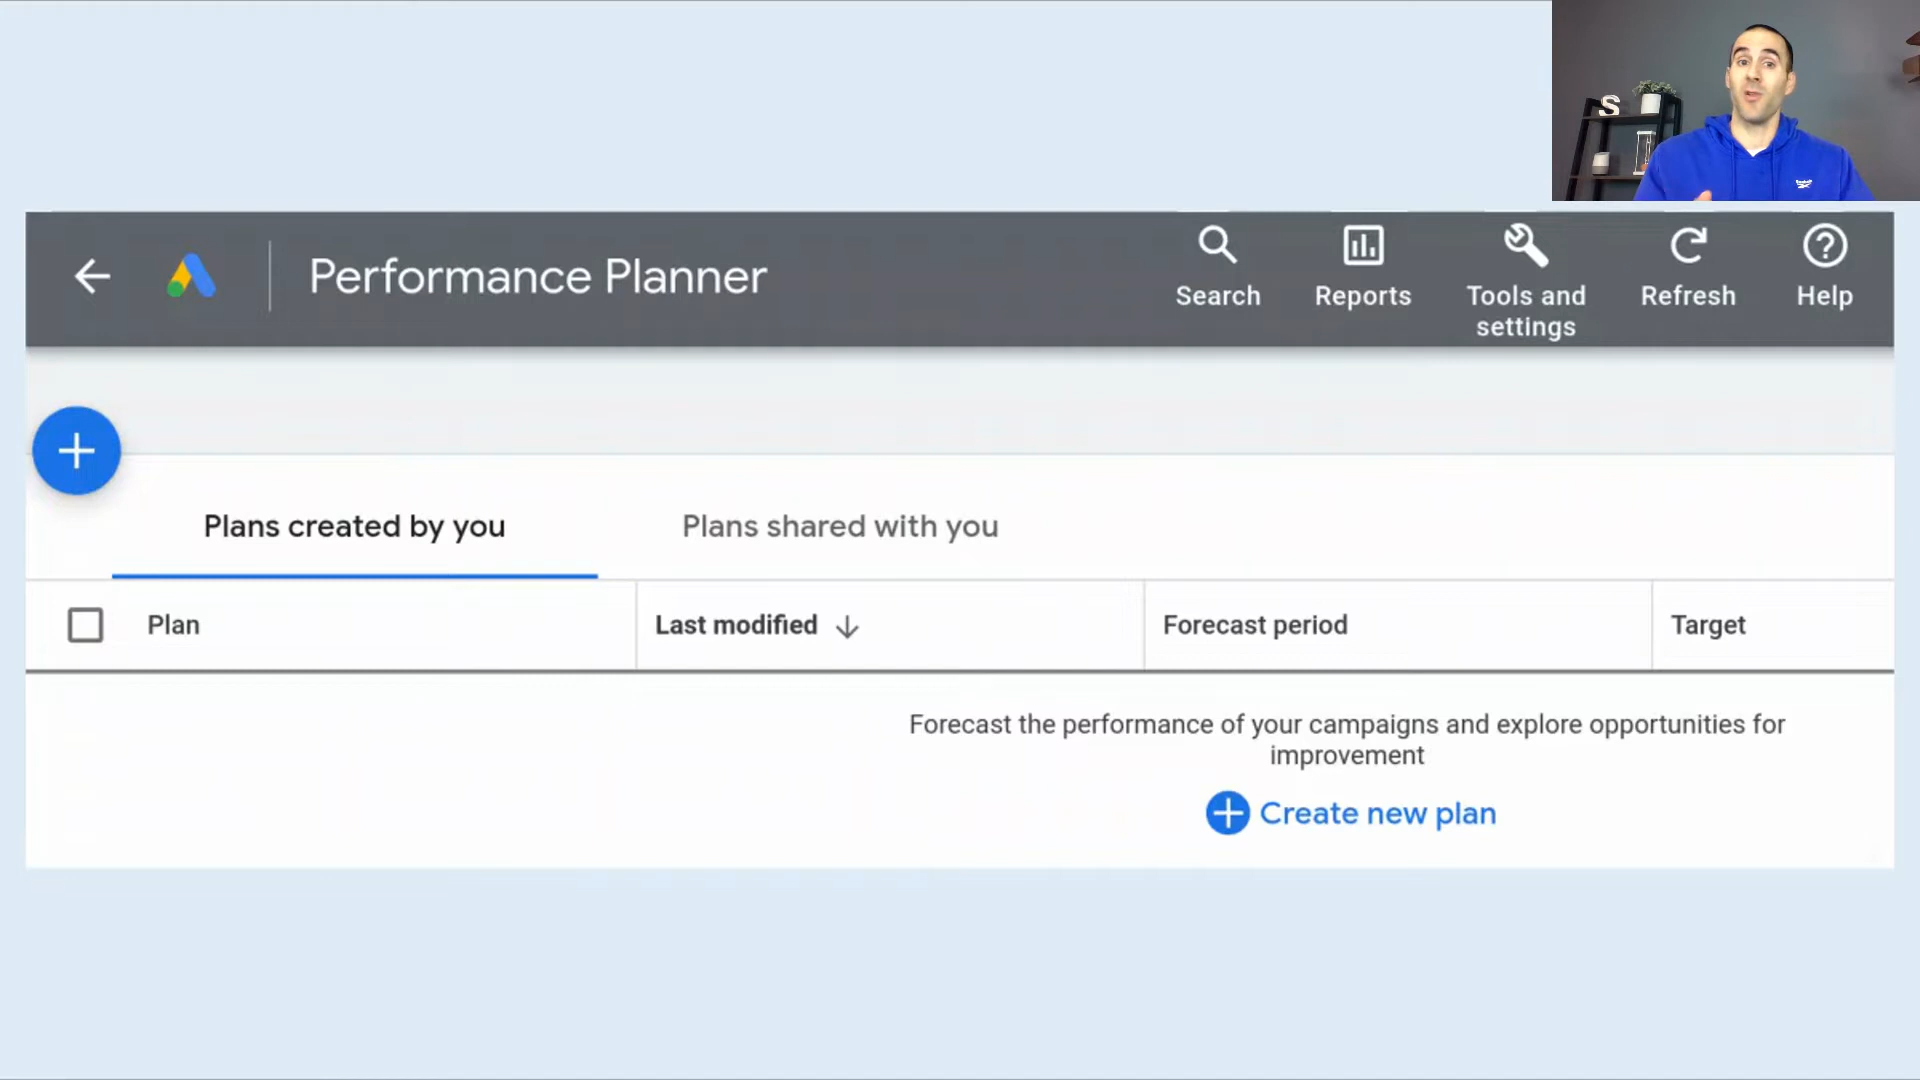 S
Performance Planner
Search
Reports
Tools and
settings
Refresh
Help
Plans created by you
Plans shared with you
Plan
Last modified
Forecast period
Target
Forecast the performance of your campaigns and explore opportunities for
improvement
Create new plan